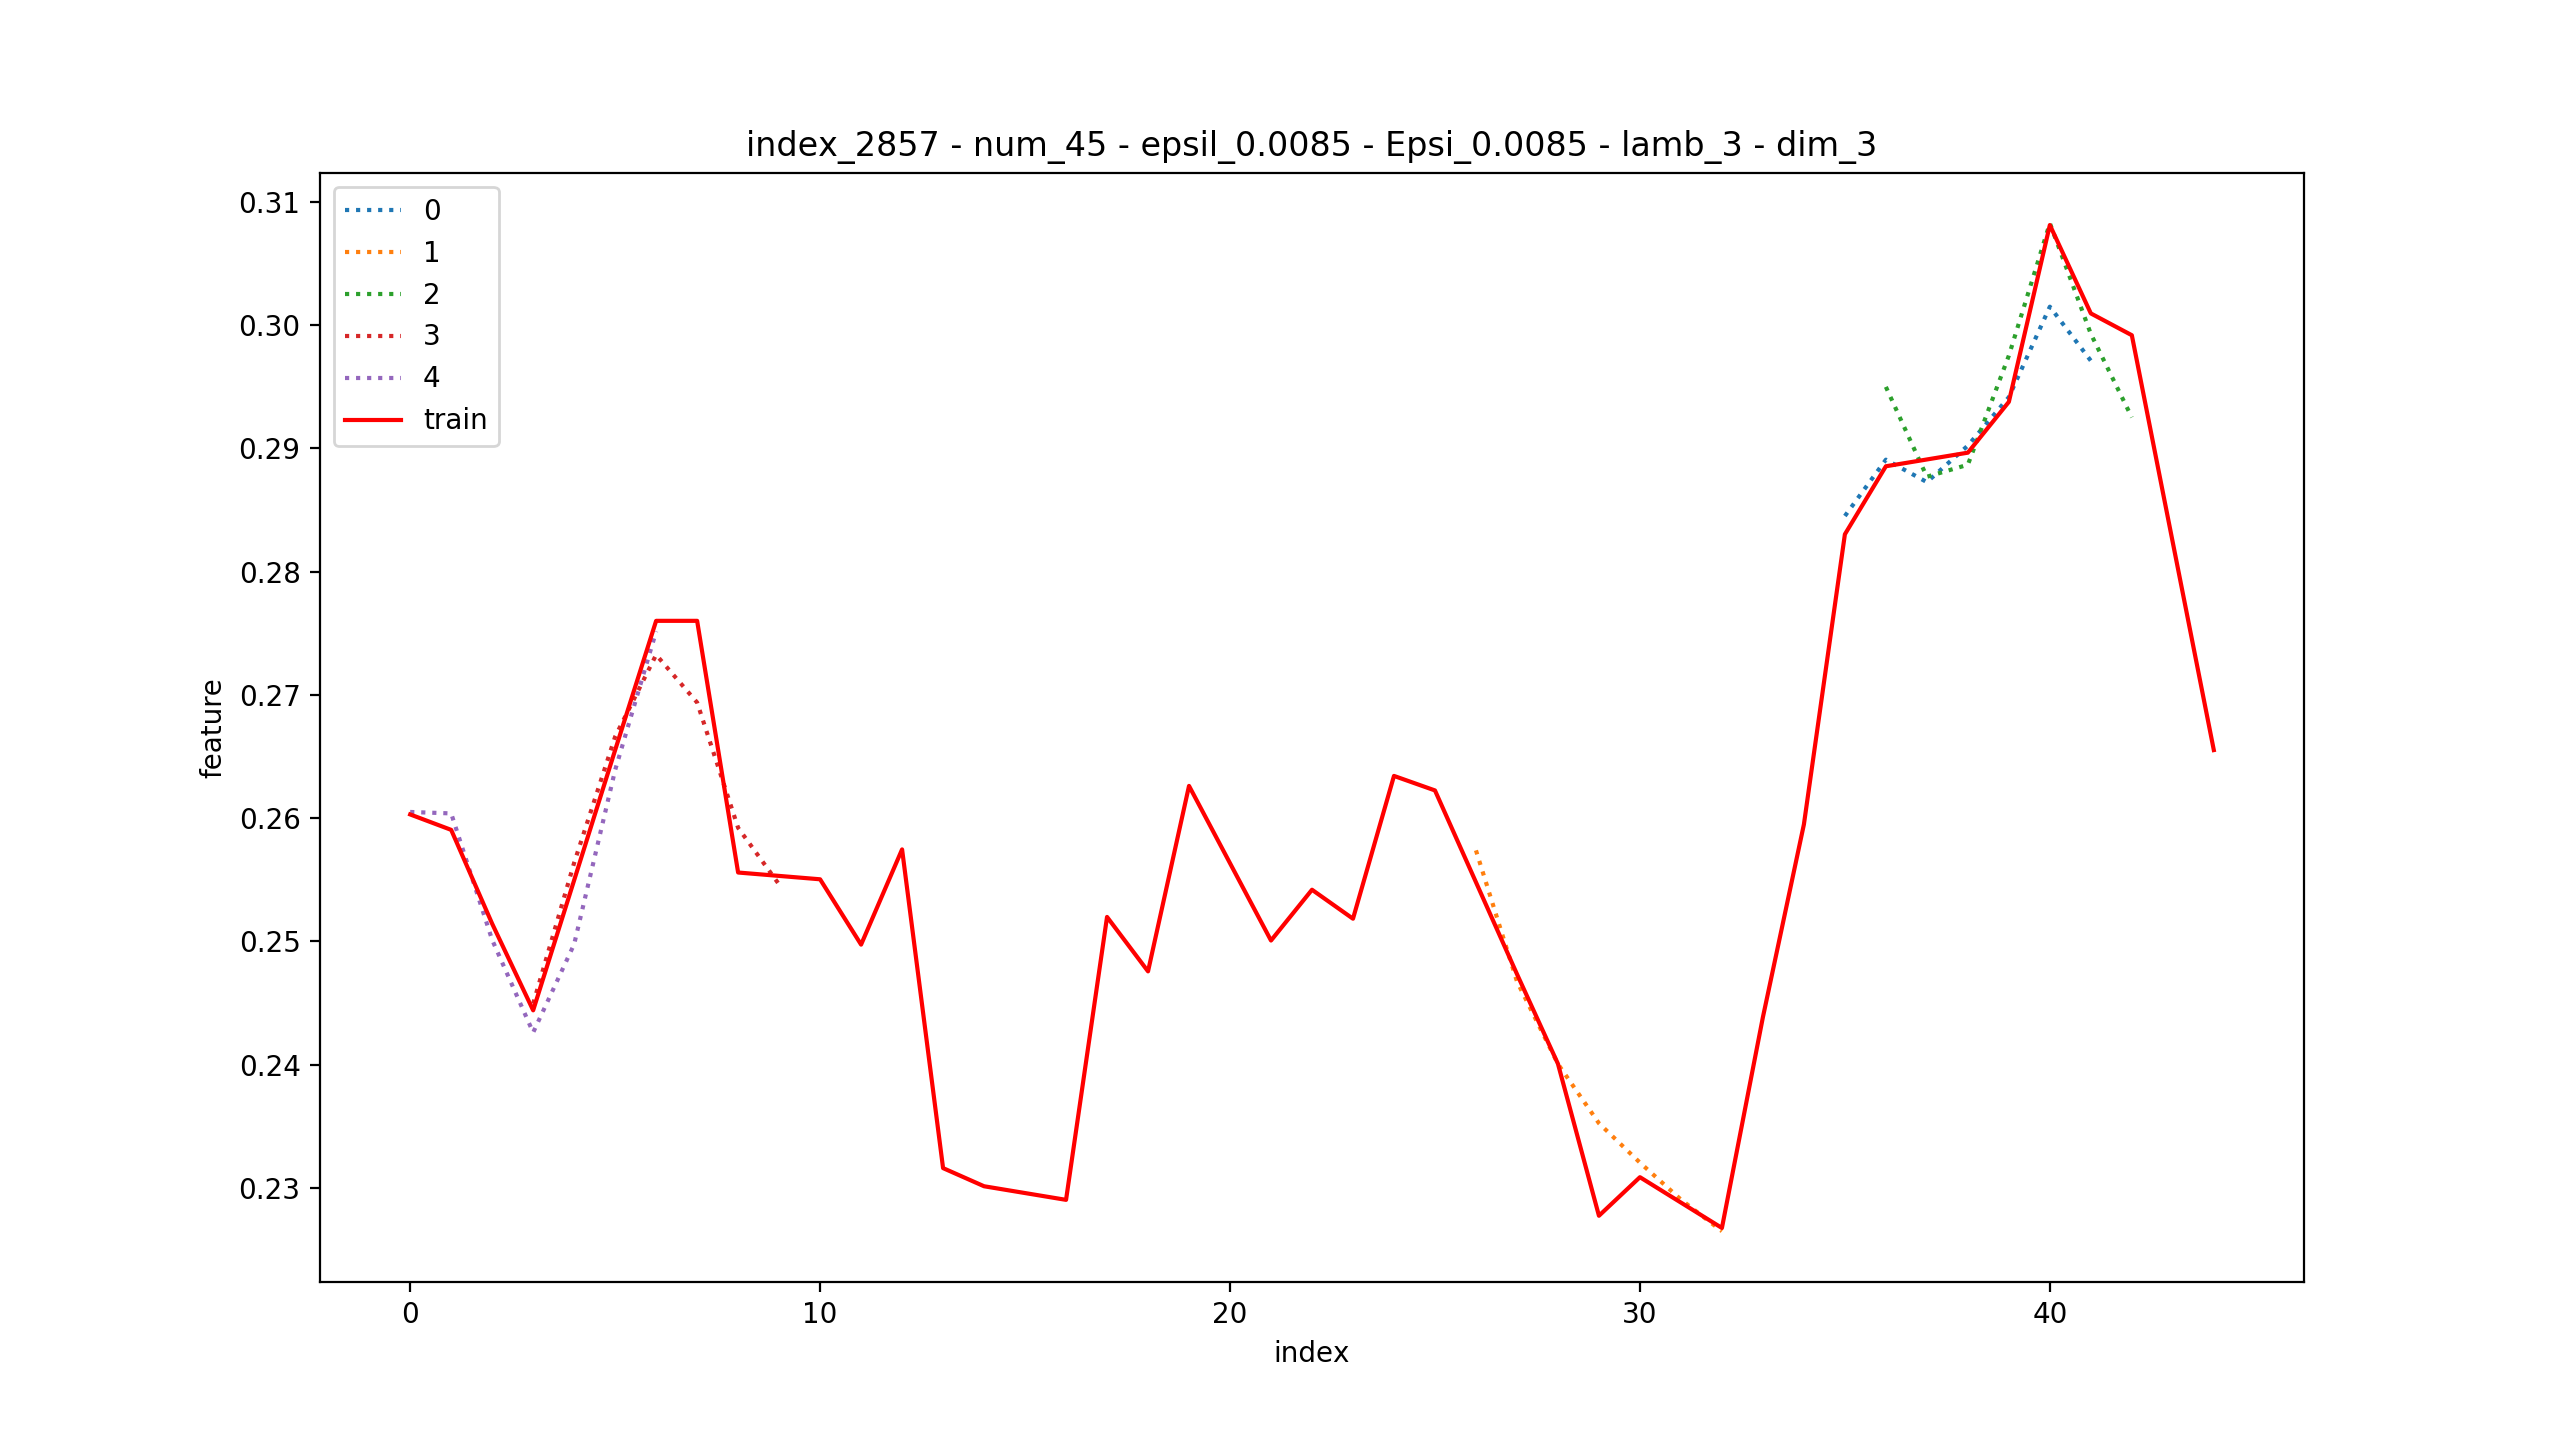 index_2857 - num_45 - epsil_0.0085 - Epsi_0.0085 - lamb_3 - dim_3
0
1
2
3
4
train
0.31
0.30
0.29
0.28
0.27
0.26
0.25
0.24
0.23
feature
0 10 20 30 40
index